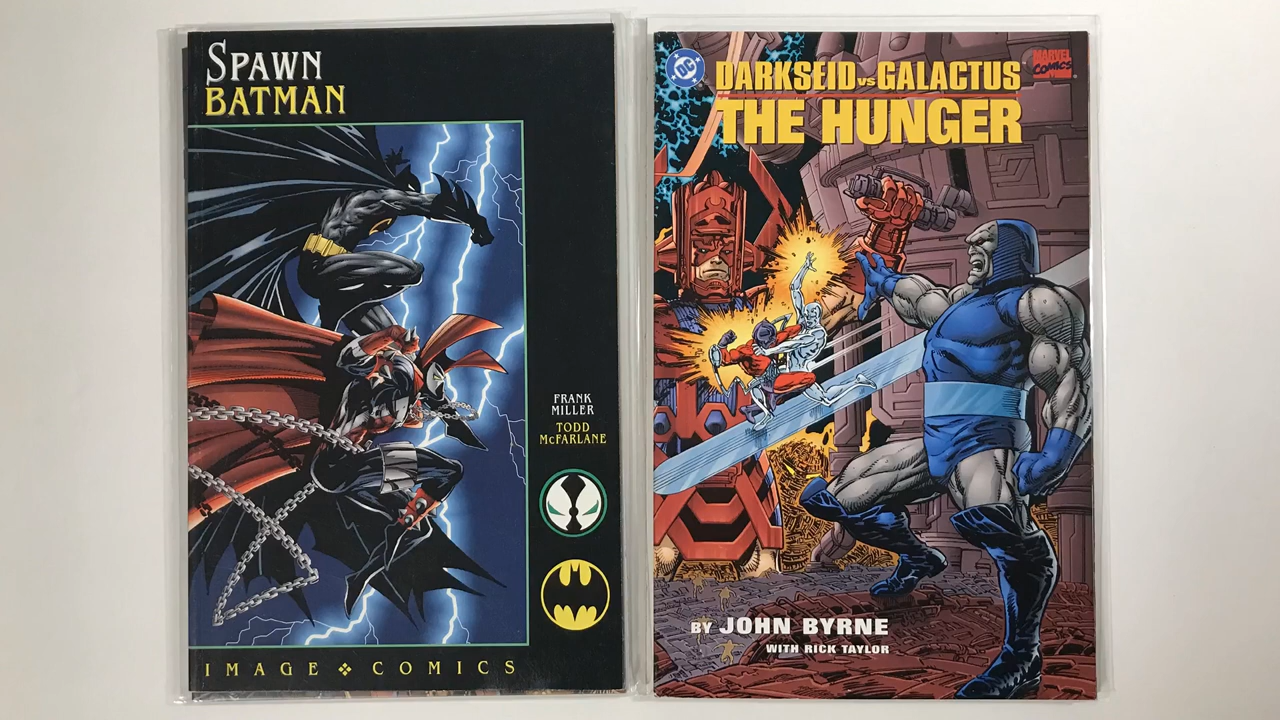 SPAWN
BATMAN
FRANK
MILLER
TODD
McFARLANE
IMAGE ❖ COMICS
DC
DARKSEID vs GALACTUS
THE HUNGER
MARVEL
COMICS
BY JOHN BYRNE
WITH RICK TAYLOR